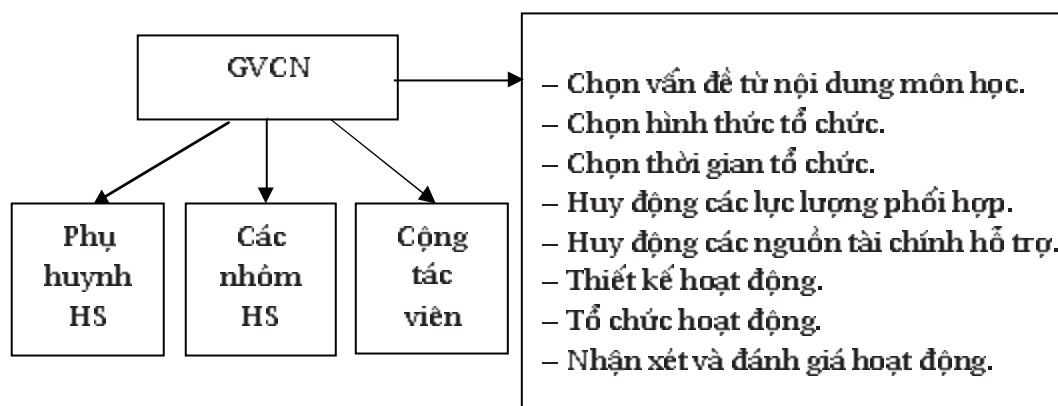 GVCN
Phụ
huynh
HS
Các
nhóm
HS
Cộng
tác
viên
– Chọn vấn đề từ nội dung môn học.
– Chọn hình thức tổ chức.
– Chọn thời gian tổ chức.
– Huy động các lực lượng phối hợp.
– Huy động các nguồn tài chính hỗ trợ.
– Thiết kế hoạt động.
– Tổ chức hoạt động.
– Nhận xét và đánh giá hoạt động.